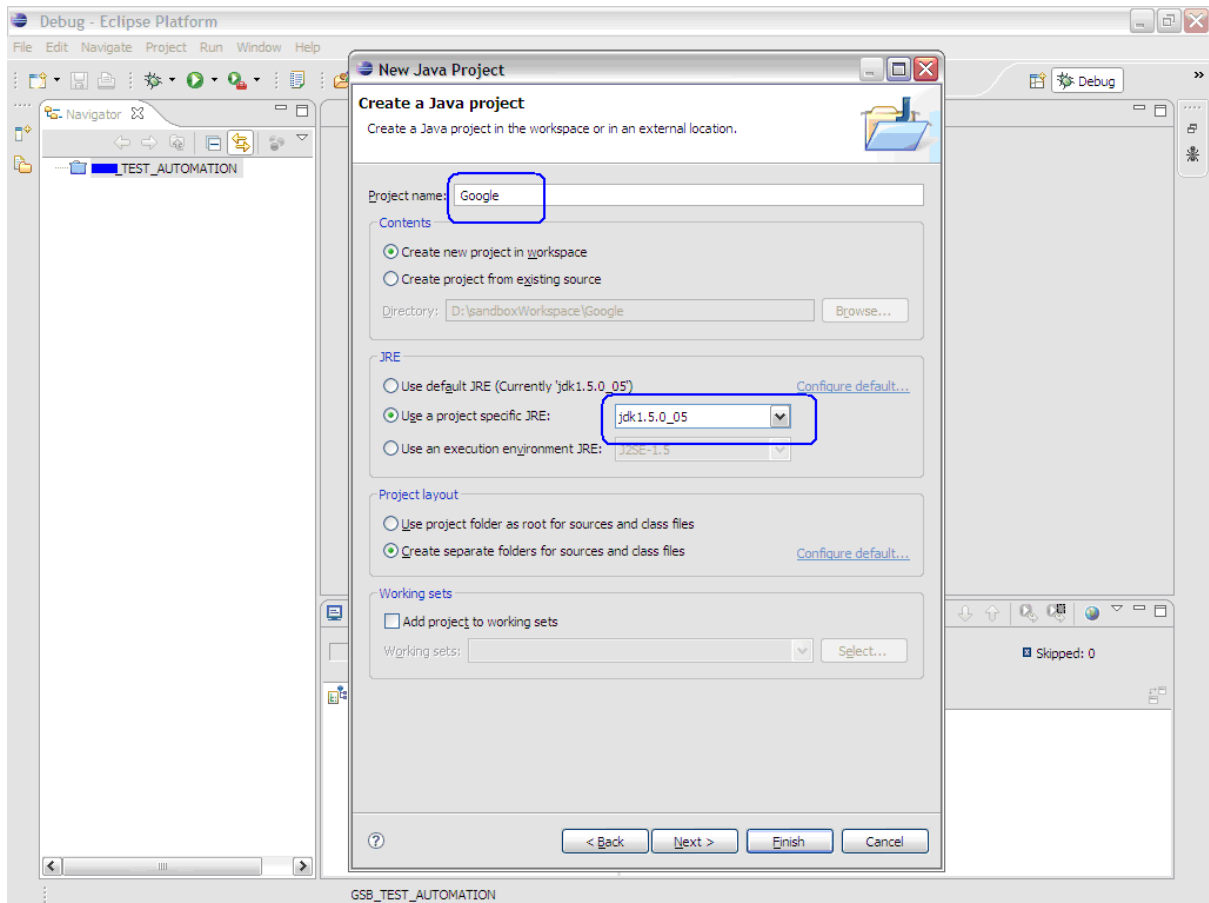 Debug - Eclipse Platform
File Edit Navigate Project Run Window Help
New Java Project
Debug
Navigator
Create a Java project
Create a Java project in the workspace or in an external location.
_TEST_AUTOMATION
Project name: Google
Contents
Create new project in workspace
Create project from existing source
Directory: D:\sandboxWorkspace\Google Browse...
JRE
Use default JRE (Currently 'jdk1.5.0_05') Configure default...
Use a project specific JRE: jdk1.5.0_05
Use an execution environment JRE: J2SE-1.5
Project layout
Use project folder as root for sources and class files
Create separate folders for sources and class files Configure default...
Working sets
Add project to working sets
Working sets: Select...
Skipped: 0
< Back Next > Finish Cancel
GSB_TEST_AUTOMATION